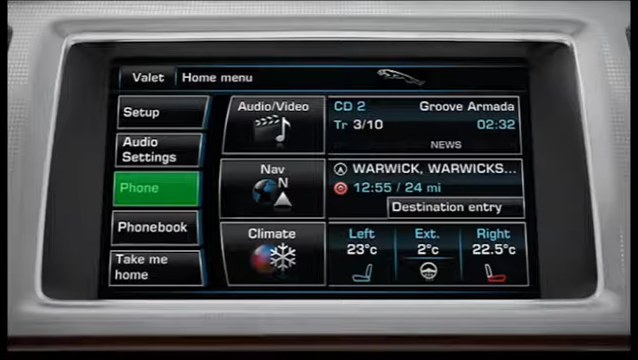 Valet
Home menu
Setup
Audio
Settings
Phone
Phonebook
Take me
home
Audio/Video
Nav
N
Climate
CD 2
Groove Armada
Tr 3/10
02:32
NEWS
WARWICK, WARWICKS...
12:55 / 24 mi
Destination entry
Left
23°c
Ext.
2°c
Right
22.5°c